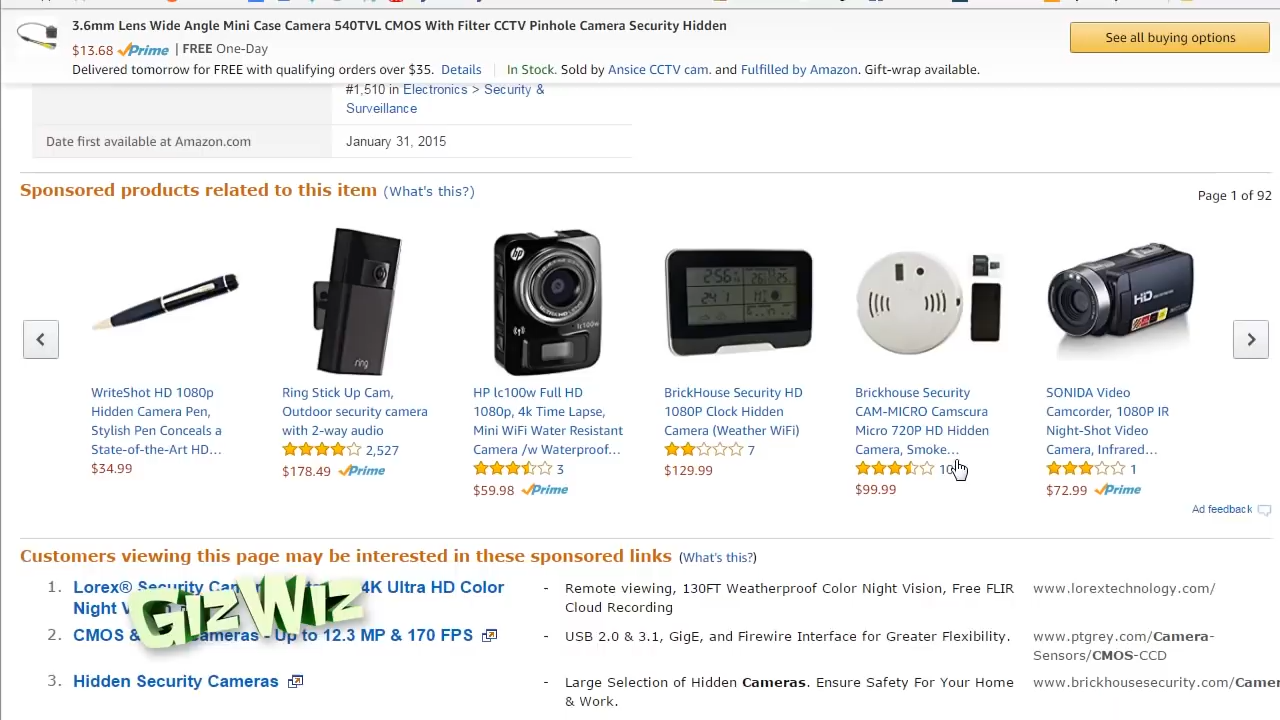 3.6mm Lens Wide Angle Mini Case Camera 540TVL CMOS With Filter CCTV Pinhole Camera Security Hidden
$13.68 Prime | FREE One-Day
Delivered tomorrow for FREE with qualifying orders over $35. Details
In Stock. Sold by Ansice CCTV cam. and Fulfilled by Amazon. Gift-wrap available.
See all buying options
#1,510 in Electronics > Security &
Surveillance
Date first available at Amazon.com
January 31, 2015
Sponsored products related to this item (What's this?)
Page 1 of 92
WriteShot HD 1080p
Hidden Camera Pen,
Stylish Pen Conceals a
State-of-the-Art HD...
$34.99
ring
Ring Stick Up Cam,
Outdoor security camera
with 2-way audio
2,527
$178.49 Prime
hp
lc100w
HP lc100w Full HD
1080p, 4k Time Lapse,
Mini WiFi Water Resistant
Camera /w Waterproof...
3
$59.98 Prime
2:56
BrickHouse Security HD
1080P Clock Hidden
Camera (Weather WiFi)
7
$129.99
Brickhouse Security
CAM-MICRO Camscura
Micro 720P HD Hidden
Camera, Smoke...
$99.99
HD
SONIDA Video
Camcorder, 1080P IR
Night-Shot Video
Camera, Infrared...
1
$72.99 Prime
Ad feedback
Customers viewing this page may be interested in these sponsored links (What's this?)
1. Lorex® Security 4K Ultra HD Color
Night
- Remote viewing, 130FT Weatherproof Color Night Vision, Free FLIR
Cloud Recording
www.lorextechnology.com/
GizWiz
2. CMOS & Cameras - Up to 12.3 MP & 170 FPS
- USB 2.0 & 3.1, GigE, and Firewire Interface for Greater Flexibility.
www.ptgrey.com/Camera-
Sensors/CMOS-CCD
3. Hidden Security Cameras
- Large Selection of Hidden Cameras. Ensure Safety For Your Home
& Work.
www.brickhousesecurity.com/Camer